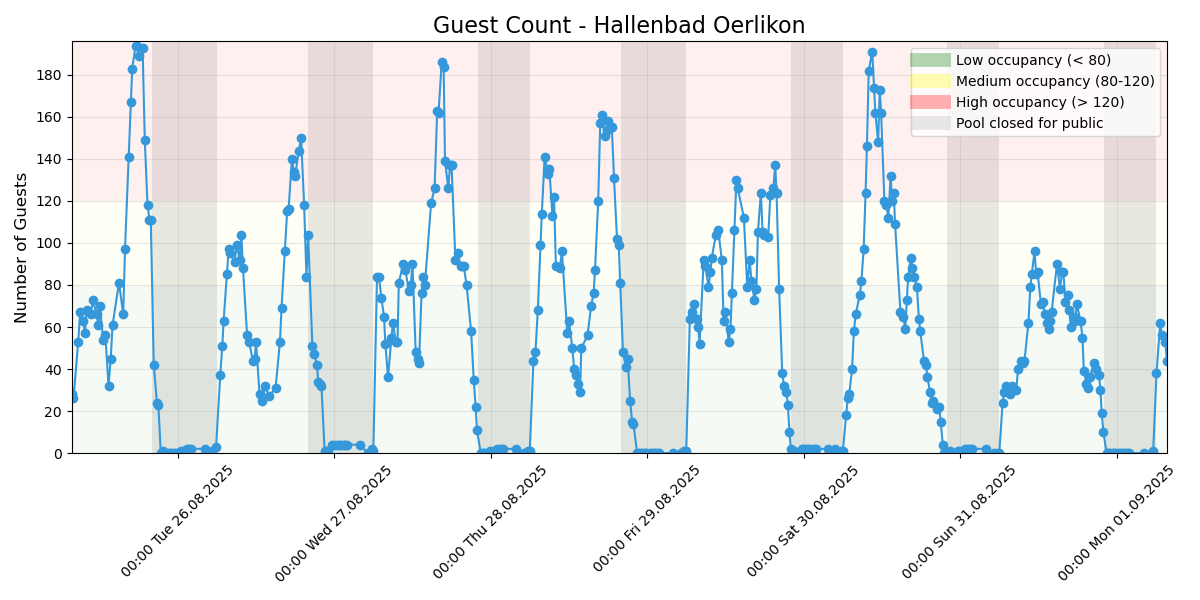 Guest Count - Hallenbad Oerlikon
Number of Guests
180
160
140
120
100
80
60
40
20
0
Low occupancy (< 80)
Medium occupancy (80-120)
High occupancy (> 120)
Pool closed for public
00:00 Tue 26.08.2025
00:00 Wed 27.08.2025
00:00 Thu 28.08.2025
00:00 Fri 29.08.2025
00:00 Sat 30.08.2025
00:00 Sun 31.08.2025
00:00 Mon 01.09.2025